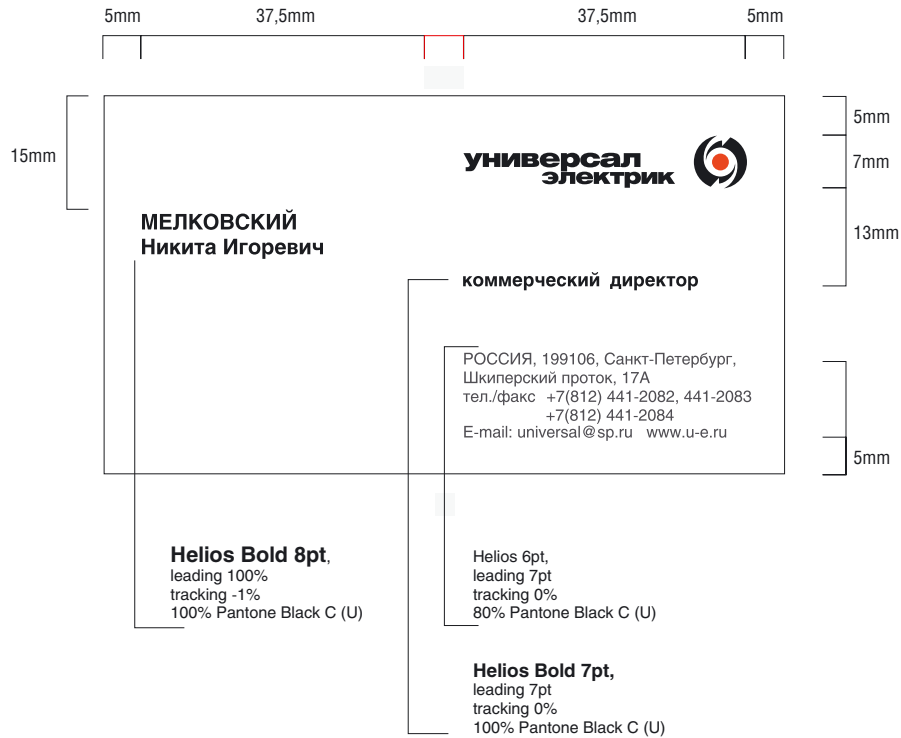 5mm 37,5mm 37,5mm 5mm
15mm
5mm
7mm
13mm
универсал
электрик
МЕЛКОВСКИЙ
Никита Игоревич
коммерческий директор
РОССИЯ, 199106, Санкт-Петербург,
Шкиперский проток, 17А
тел./факс +7(812) 441-2082, 441-2083
+7(812) 441-2084
E-mail: universal@sp.ru www.u-e.ru
5mm
Helios Bold 8pt,
leading 100%
tracking -1%
100% Pantone Black C (U)
Helios 6pt,
leading 7pt
tracking 0%
80% Pantone Black C (U)
Helios Bold 7pt,
leading 7pt
tracking 0%
100% Pantone Black C (U)